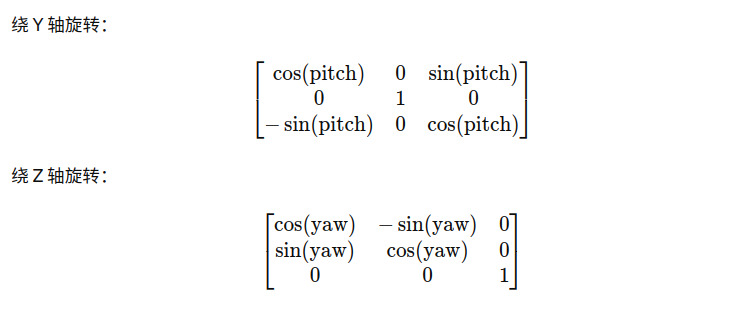 绕 Y 轴旋转：
cos(pitch) 0 sin(pitch)
0 1 0
− sin(pitch) 0 cos(pitch)
绕 Z 轴旋转：
cos(yaw) − sin(yaw) 0
sin(yaw) cos(yaw) 0
0 0 1